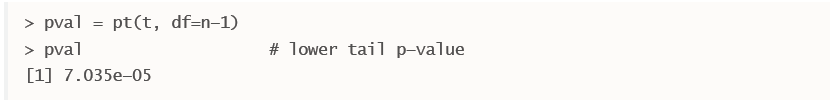 > pval = pt(t, df=n−1)
> pval                      # lower tail p−value
[1] 7.035e−05